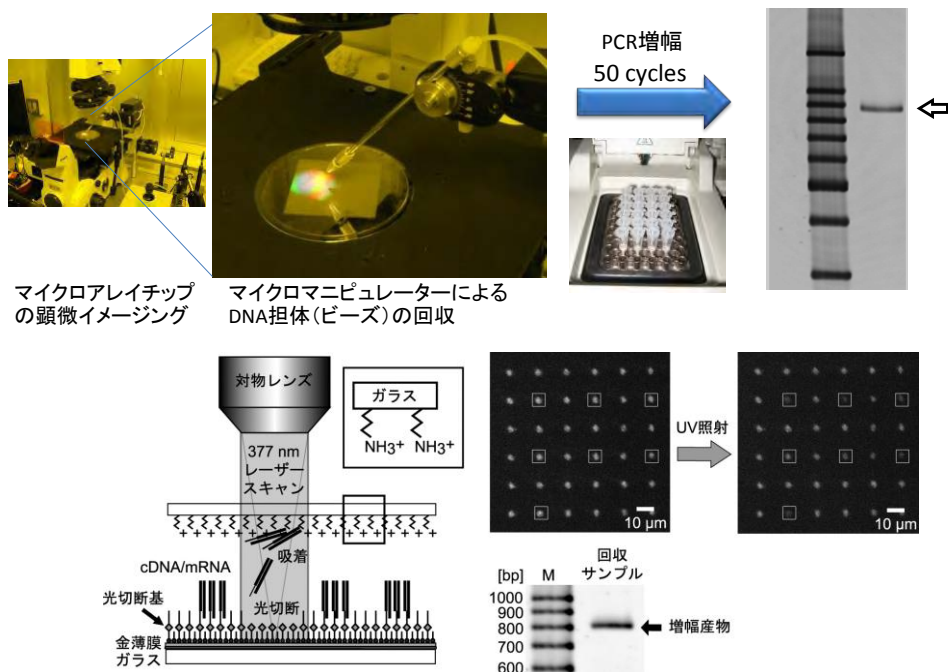 PCR増幅
50 cycles
マイクロアレイチップ
の顕微イメージング
マイクロマニピュレーターによる
DNA担体(ビーズ)の回収
対物レンズ
377 nm
レーザー
スキャン
ガラス
NH3+ NH3+
吸着
cDNA/mRNA
光切断基
光切断
金薄膜
ガラス
UV照射
10 µm
10 µm
回収
サンプル
[bp] M
1000
900
800
700
600
増幅産物